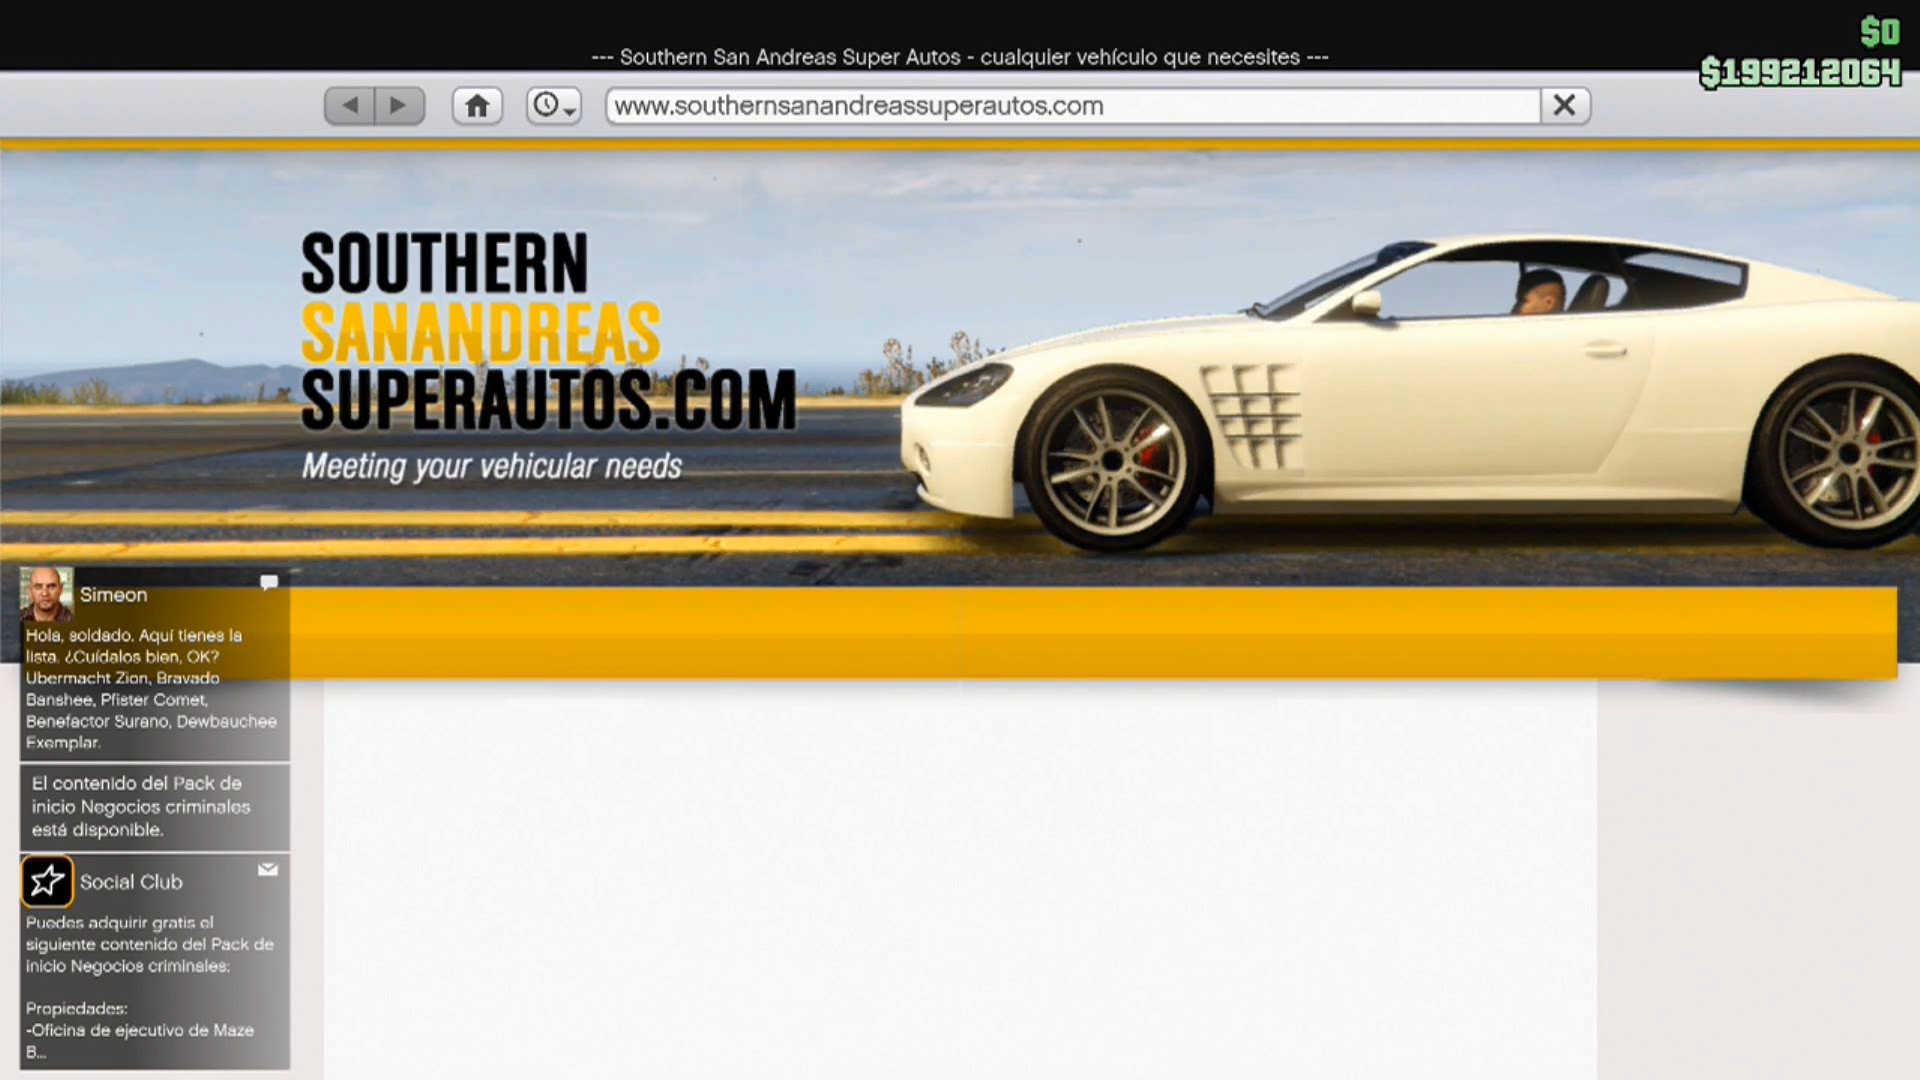 $0
--- Southern San Andreas Super Autos - cualquier vehículo que necesites ---
$199212064
www.southernsanandreassuperautos.com
SOUTHERN
SANANDREAS
SUPERAUTOS.COM
Meeting your vehicular needs
Simeon
Hola, soldado. Aquí tienes la
lista. ¿Cuídalos bien, OK?
Ubermacht Zion, Bravado
Banshee, Pfister Comet,
Benefactor Surano, Dewbauchee
Exemplar.
El contenido del Pack de
inicio Negocios criminales
está disponible.
Social Club
Puedes adquirir gratis el
siguiente contenido del Pack de
inicio Negocios criminales:
Propiedades:
-Oficina de ejecutivo de Maze
B...